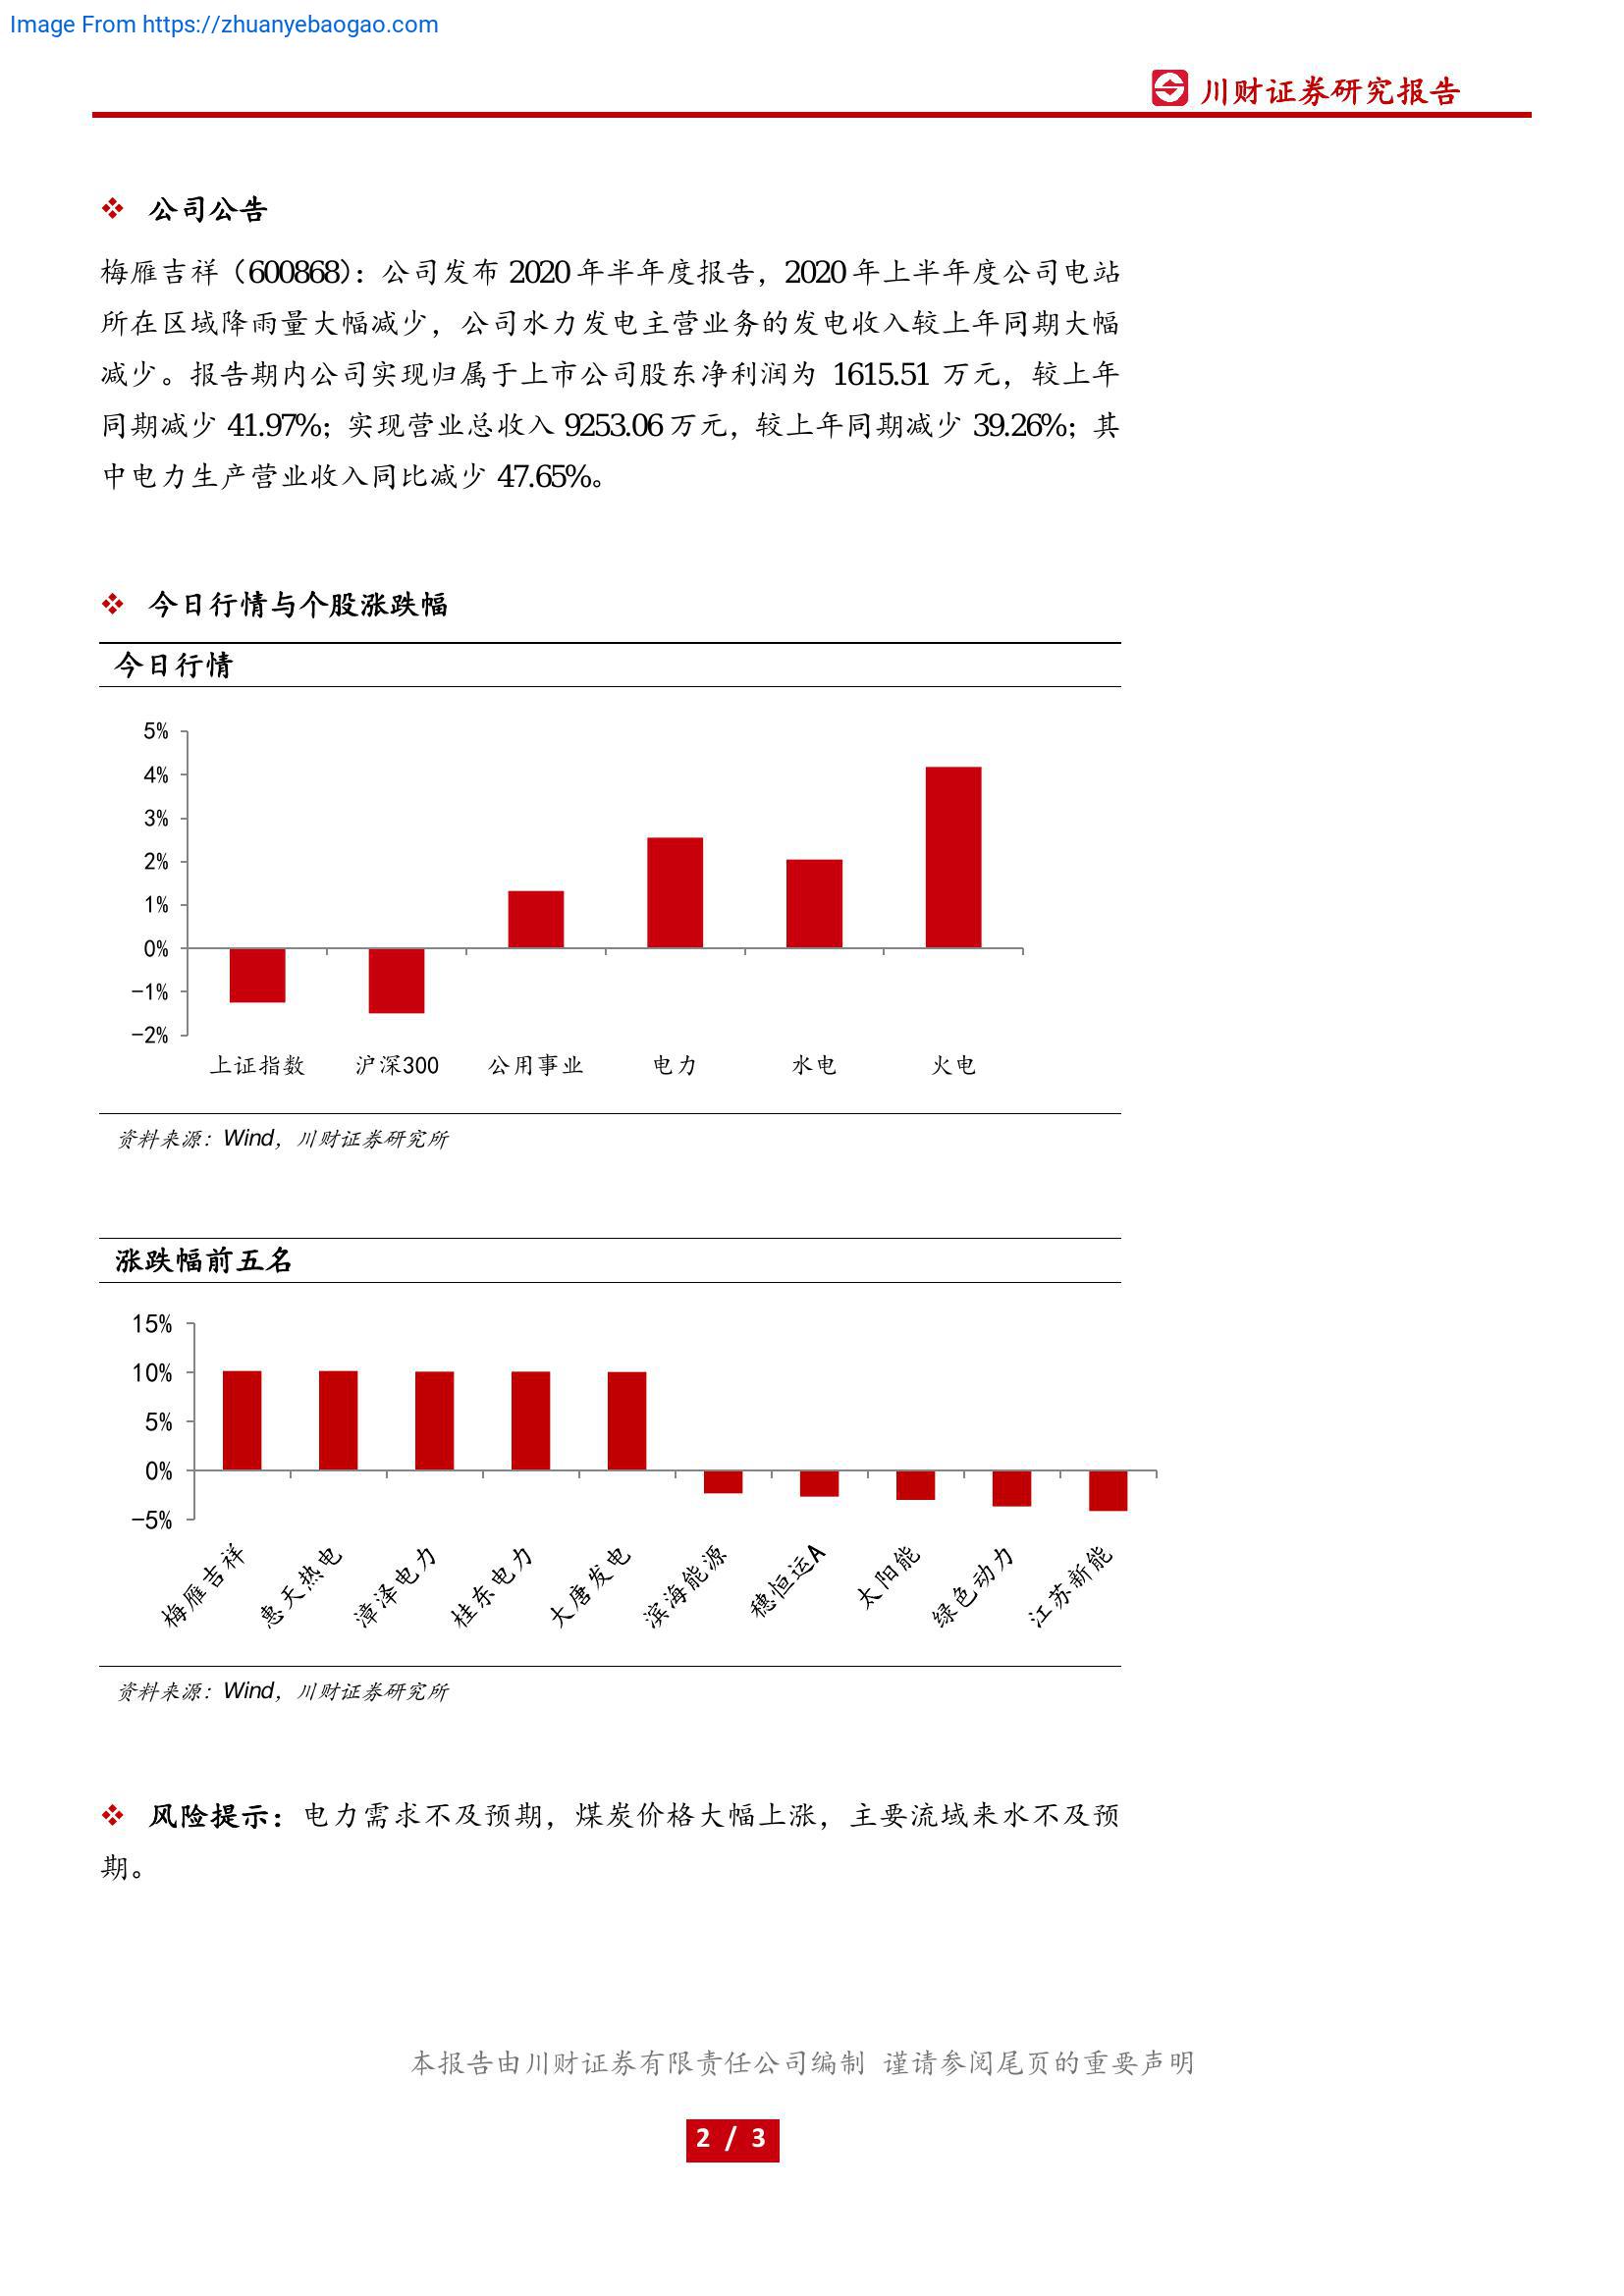 Image From https://zhuanyebaogao.com
川财证券研究报告
❖ 公司公告
梅雁吉祥（600868）：公司发布 2020 年半年度报告，2020 年上半年度公司电站
所在区域降雨量大幅减少，公司水力发电主营业务的发电收入较上年同期大幅
减少。报告期内公司实现归属于上市公司股东净利润为 1615.51 万元，较上年
同期减少 41.97%；实现营业总收入 9253.06 万元，较上年同期减少 39.26%；其
中电力生产营业收入同比减少 47.65%。
❖ 今日行情与个股涨跌幅
今日行情
5%
4%
3%
2%
1%
0%
-1%
-2%
上证指数 沪深300 公用事业 电力 水电 火电
资料来源：Wind，川财证券研究所
涨跌幅前五名
15%
10%
5%
0%
-5%
梅雁吉祥 惠天热电 漳泽电力 桂东电力 大唐发电 滨海能源 穗恒运A 太阳能 绿色动力 江苏新能
资料来源：Wind，川财证券研究所
❖ 风险提示：电力需求不及预期，煤炭价格大幅上涨，主要流域来水不及预
期。
本报告由川财证券有限责任公司编制 谨请参阅尾页的重要声明
2 / 3